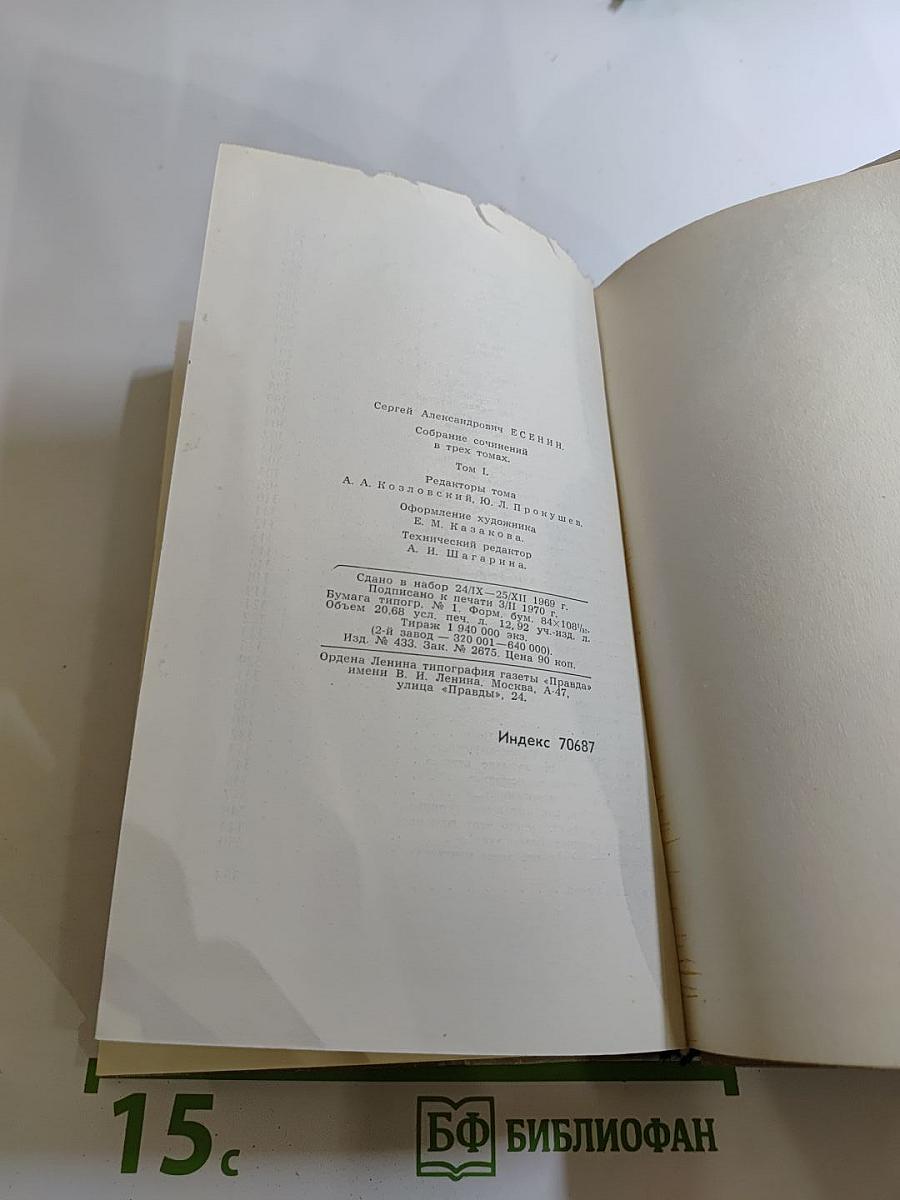 Сергей Александрович ЕСЕНИН.
Собрание сочинений
в трех томах.
Том I.
Редакторы тома
А. А. Козловский, Ю. Л. Прокушев.
Оформление художника
Е. М. Казакова.
Технический редактор
А. И. Шагарина.
Сдано в набор 24/IX—25/XII 1969 г.
Подписано к печати 3/II 1970 г.
Бумага типогр. № 1. Форм. бум. 84×108¹/₃₂.
Объем 20,68 усл. печ. л. 12,92 уч.-изд. л.
Тираж 1 940 000 экз.
(2-й завод — 320 001—640 000).
Изд. № 433. Зак. № 2675. Цена 90 коп.
Ордена Ленина типография газеты «Правда»
имени В. И. Ленина. Москва, А-47,
улица «Правды», 24.
Индекс 70687
15 с
БФ БИБЛИОФАН